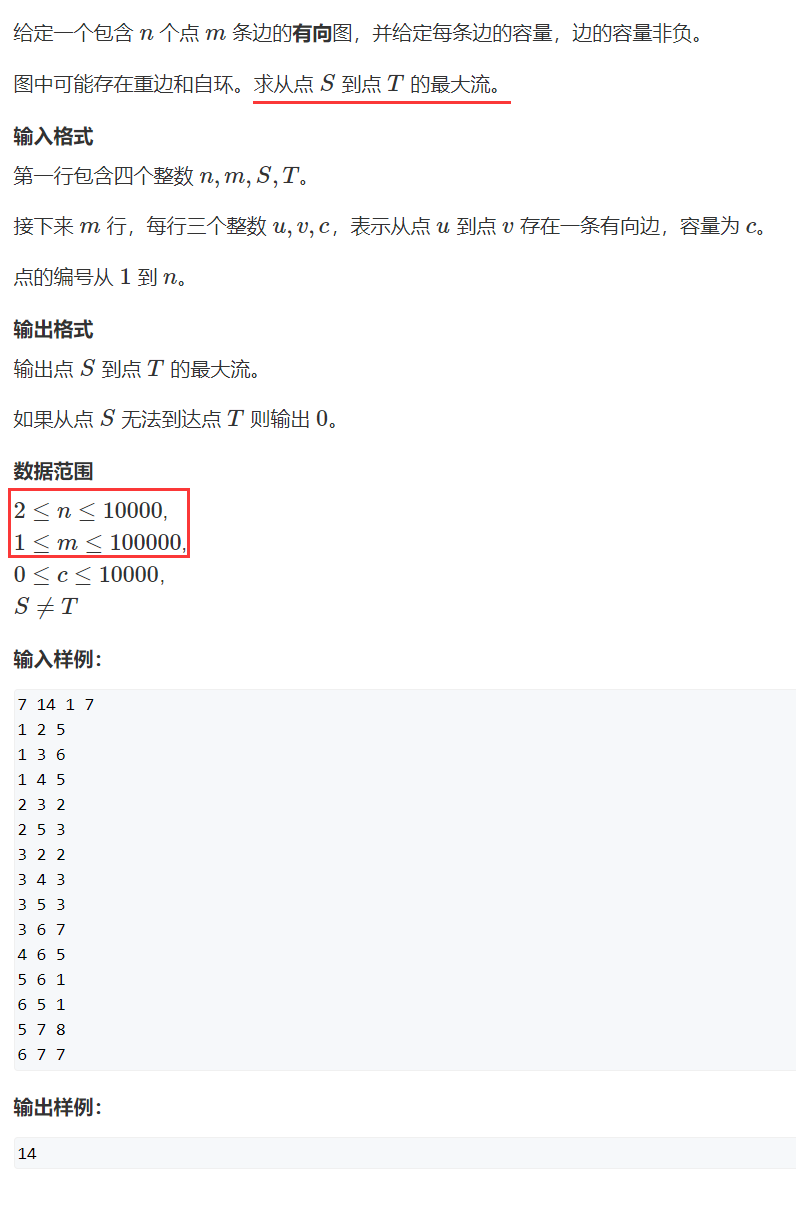 给定一个包含 n 个点 m 条边的有向图，并给定每条边的容量，边的容量非负。
图中可能存在重边和自环。求从点 S 到点 T 的最大流。
输入格式
第一行包含四个整数 n, m, S, T。
接下来 m 行，每行三个整数 u, v, c，表示从点 u 到点 v 存在一条有向边，容量为 c。
点的编号从 1 到 n。
输出格式
输出点 S 到点 T 的最大流。
如果从点 S 无法到达点 T 则输出 0。
数据范围
2 ≤ n ≤ 10000,
1 ≤ m ≤ 100000,
0 ≤ c ≤ 10000,
S ≠ T
输入样例：
7 14 1 7
1 2 5
1 3 6
1 4 5
2 3 2
2 5 3
3 2 2
3 4 3
3 5 3
3 6 7
4 6 5
5 6 1
6 5 1
5 7 8
6 7 7
输出样例：
14